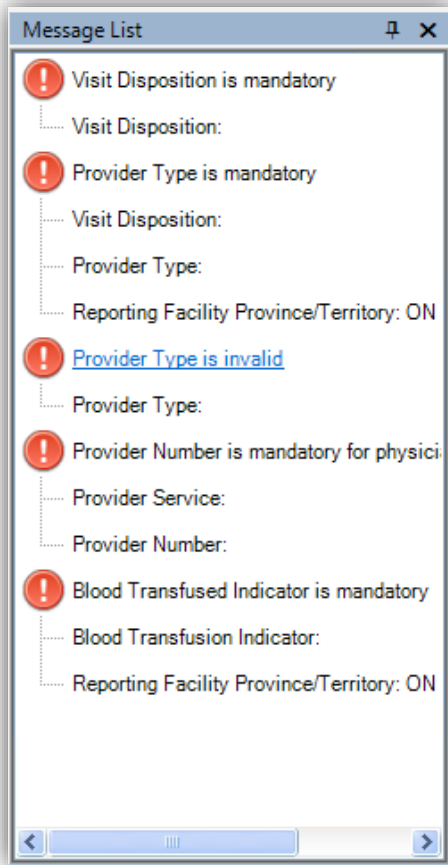 Message List
Visit Disposition is mandatory
Visit Disposition:
Provider Type is mandatory
Visit Disposition:
Provider Type:
Reporting Facility Province/Territory: ON
Provider Type is invalid
Provider Type:
Provider Number is mandatory for physici
Provider Service:
Provider Number:
Blood Transfused Indicator is mandatory
Blood Transfusion Indicator:
Reporting Facility Province/Territory: ON